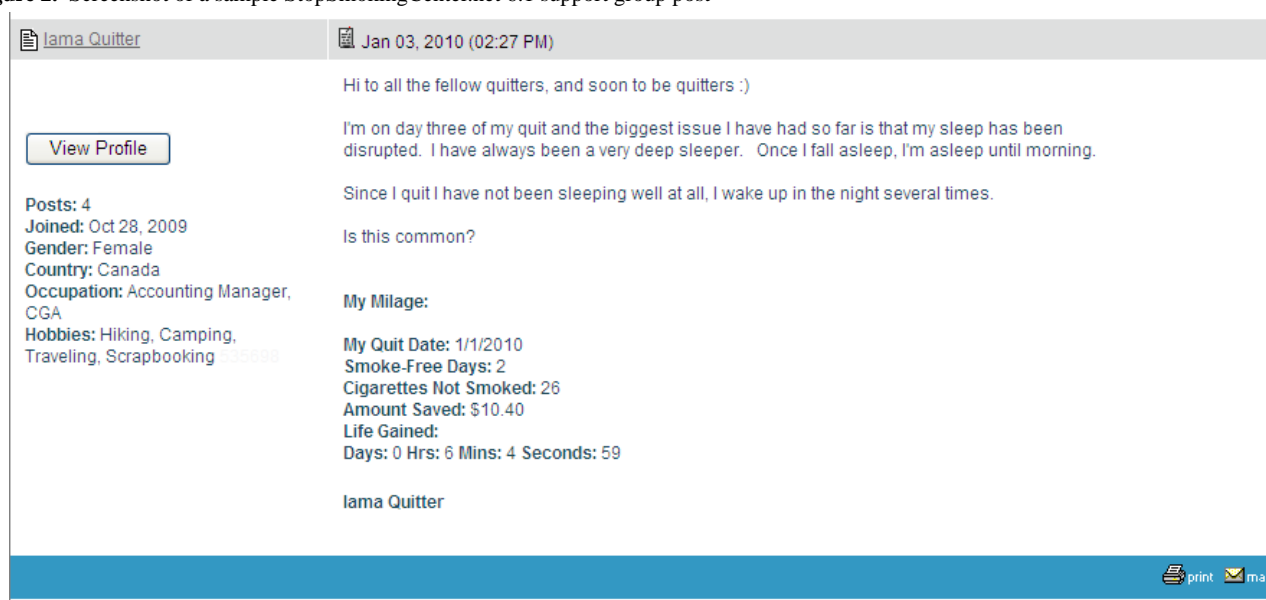 Iama Quitter
Jan 03, 2010 (02:27 PM)
View Profile
Posts: 4
Joined: Oct 28, 2009
Gender: Female
Country: Canada
Occupation: Accounting Manager,
CGA
Hobbies: Hiking, Camping,
Traveling, Scrapbooking
Hi to all the fellow quitters, and soon to be quitters :)
I'm on day three of my quit and the biggest issue I have had so far is that my sleep has been
disrupted. I have always been a very deep sleeper. Once I fall asleep, I'm asleep until morning.
Since I quit I have not been sleeping well at all, I wake up in the night several times.
Is this common?
My Milage:
My Quit Date: 1/1/2010
Smoke-Free Days: 2
Cigarettes Not Smoked: 26
Amount Saved: $10.40
Life Gained:
Days: 0 Hrs: 6 Mins: 4 Seconds: 59
Iama Quitter
print ma